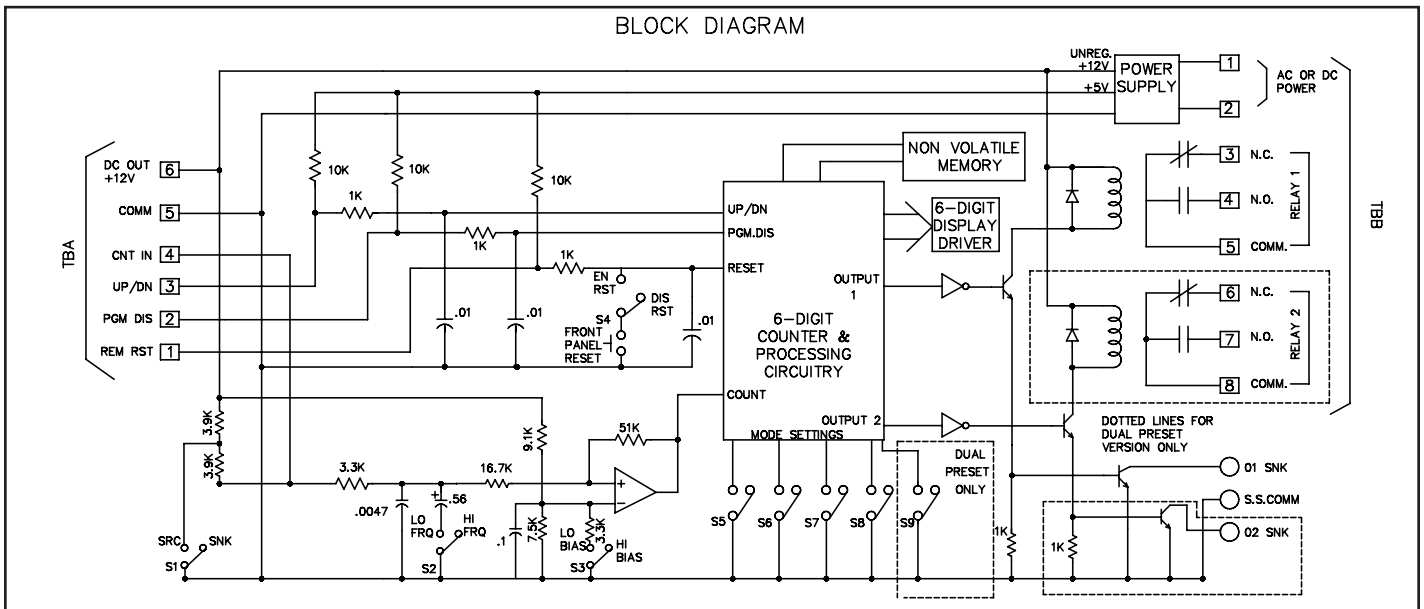 BLOCK DIAGRAM
UNREG.
+12V
+5V
POWER
SUPPLY
1
2
AC OR DC
POWER
TBA
DC OUT
+12V
6
COMM
5
CNT IN
4
UP/DN
3
PGM DIS
2
REM RST
1
10K
10K
10K
1K
1K
1K
.01
.01
.01
EN
RST
DIS
RST
S4
FRONT
PANEL
RESET
NON VOLATILE
MEMORY
6-DIGIT
DISPLAY
DRIVER
UP/DN
PGM.DIS
RESET
OUTPUT
1
6-DIGIT
COUNTER &
PROCESSING
CIRCUITRY
COUNT
OUTPUT 2
MODE SETTINGS
3
N.C.
4
N.O.
5
COMM.
RELAY 1
6
N.C.
7
N.O.
8
COMM.
RELAY 2
TBB
DOTTED LINES FOR
DUAL PRESET
VERSION ONLY
3.9K
3.9K
SRC
SNK
S1
3.3K
.0047
+
.56
LO
FRQ
HI
FRQ
S2
16.7K
9.1K
51K
+
−
.1
7.5K
LO
BIAS
3.3K
HI
BIAS
S3
S5
S6
S7
S8
S9
DUAL
PRESET
ONLY
1K
1K
O1 SNK
S.S.COMM
O2 SNK